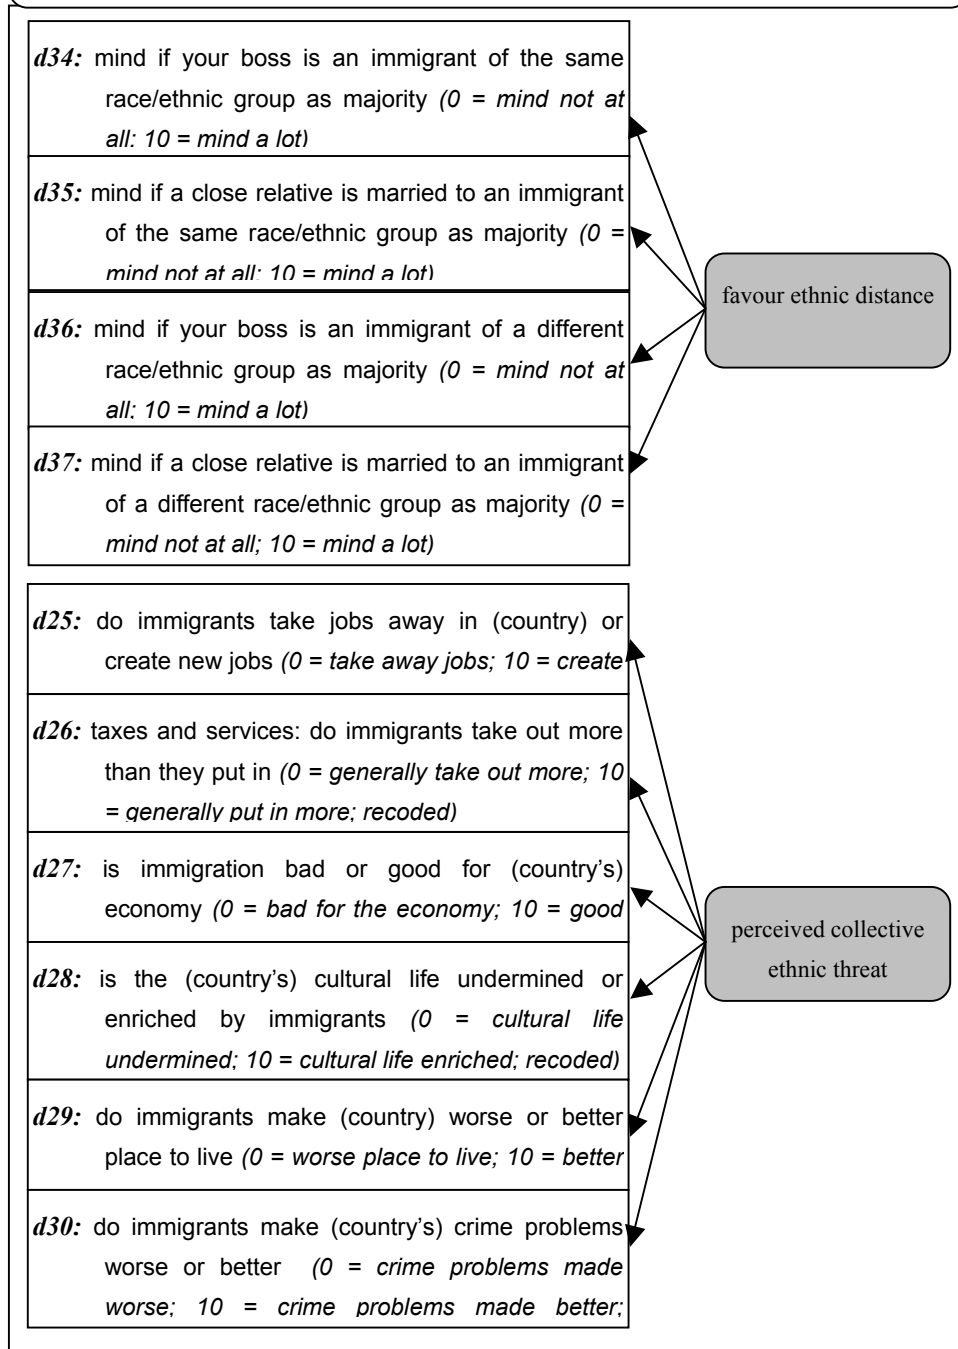 d34: mind if your boss is an immigrant of the same
race/ethnic group as majority (0 = mind not at
all; 10 = mind a lot)
d35: mind if a close relative is married to an immigrant
of the same race/ethnic group as majority (0 =
mind not at all; 10 = mind a lot)
favour ethnic distance
d36: mind if your boss is an immigrant of a different
race/ethnic group as majority (0 = mind not at
all; 10 = mind a lot)
d37: mind if a close relative is married to an immigrant
of a different race/ethnic group as majority (0 =
mind not at all; 10 = mind a lot)
d25: do immigrants take jobs away in (country) or
create new jobs (0 = take away jobs; 10 = create
d26: taxes and services: do immigrants take out more
than they put in (0 = generally take out more; 10
= generally put in more; recoded)
d27: is immigration bad or good for (country's)
economy (0 = bad for the economy; 10 = good
perceived collective
ethnic threat
d28: is the (country's) cultural life undermined or
enriched by immigrants (0 = cultural life
undermined; 10 = cultural life enriched; recoded)
d29: do immigrants make (country) worse or better
place to live (0 = worse place to live; 10 = better
d30: do immigrants make (country's) crime problems
worse or better (0 = crime problems made
worse; 10 = crime problems made better;